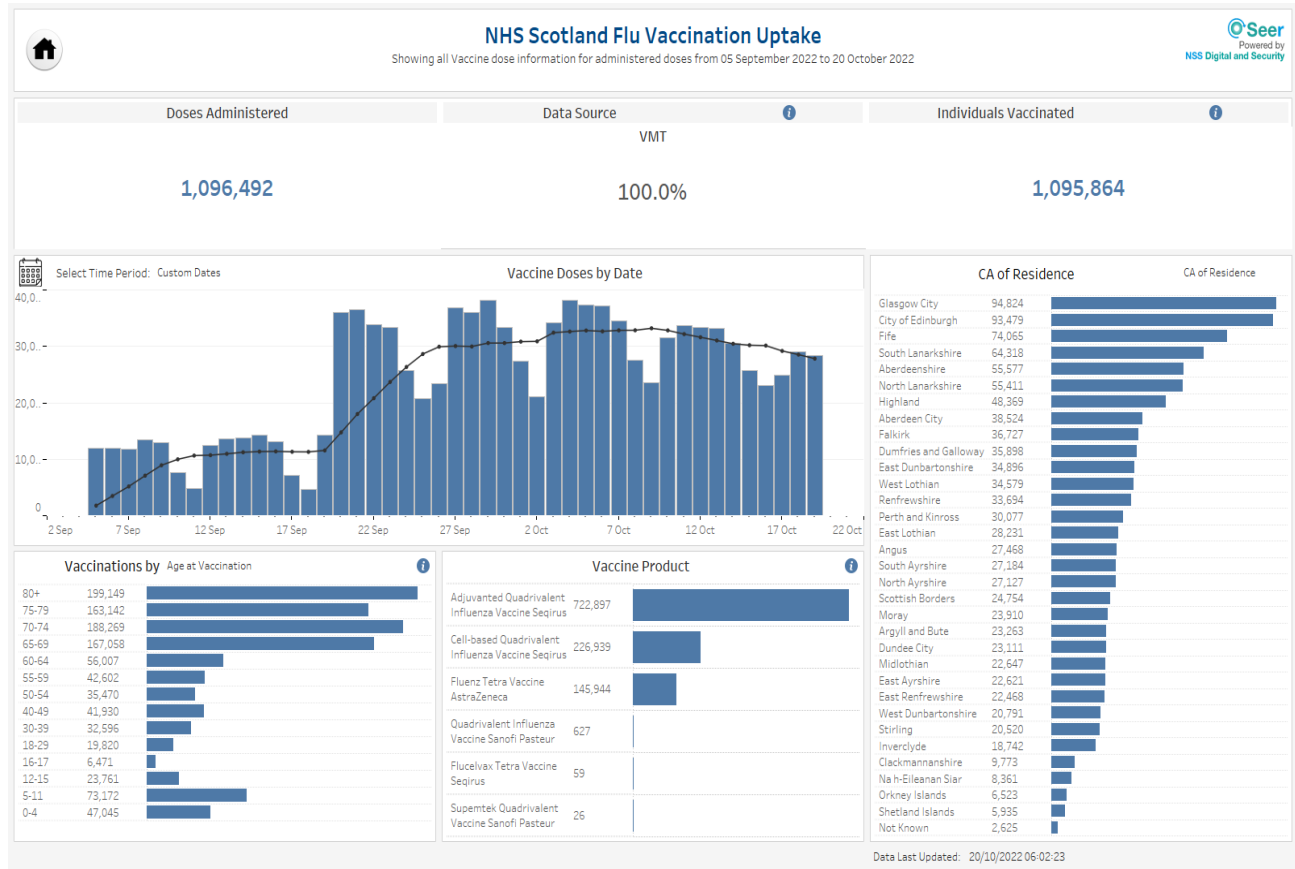 NHS Scotland Flu Vaccination Uptake
Showing all Vaccine dose information for administered doses from 05 September 2022 to 20 October 2022
Seer
Powered by
NSS Digital and Security
Doses Administered
1,096,492
Data Source
VMT
100.0%
Individuals Vaccinated
1,095,864
Select Time Period: Custom Dates
Vaccine Doses by Date
40,0..
30,0..
20,0..
10,0..
0
2 Sep 7 Sep 12 Sep 17 Sep 22 Sep 27 Sep 2 Oct 7 Oct 12 Oct 17 Oct 22 Oct
CA of Residence CA of Residence
Glasgow City 94,824
City of Edinburgh 93,479
Fife 74,065
South Lanarkshire 64,318
Aberdeenshire 55,577
North Lanarkshire 55,411
Highland 48,369
Aberdeen City 38,524
Falkirk 36,727
Dumfries and Galloway 35,898
East Dunbartonshire 34,896
West Lothian 34,579
Renfrewshire 33,694
Perth and Kinross 30,077
East Lothian 28,231
Angus 27,468
South Ayrshire 27,184
North Ayrshire 27,127
Scottish Borders 24,754
Moray 23,910
Argyll and Bute 23,263
Dundee City 23,111
Midlothian 22,647
East Ayrshire 22,621
East Renfrewshire 22,468
West Dunbartonshire 20,791
Stirling 20,520
Inverclyde 18,742
Clackmannanshire 9,773
Na h-Eileanan Siar 8,361
Orkney Islands 6,523
Shetland Islands 5,935
Not Known 2,625
Vaccinations by Age at Vaccination
80+ 199,149
75-79 163,142
70-74 188,269
65-69 167,058
60-64 56,007
55-59 42,602
50-54 35,470
40-49 41,930
30-39 32,596
18-29 19,820
16-17 6,471
12-15 23,761
5-11 73,172
0-4 47,045
Vaccine Product
Adjuvanted Quadrivalent
Influenza Vaccine Seqirus 722,897
Cell-based Quadrivalent
Influenza Vaccine Seqirus 226,939
Fluenz Tetra Vaccine
AstraZeneca 145,944
Quadrivalent Influenza
Vaccine Sanofi Pasteur 627
Flucelvax Tetra Vaccine
Seqirus 59
Supemtek Quadrivalent
Vaccine Sanofi Pasteur 26
Data Last Updated: 20/10/2022 06:02:23